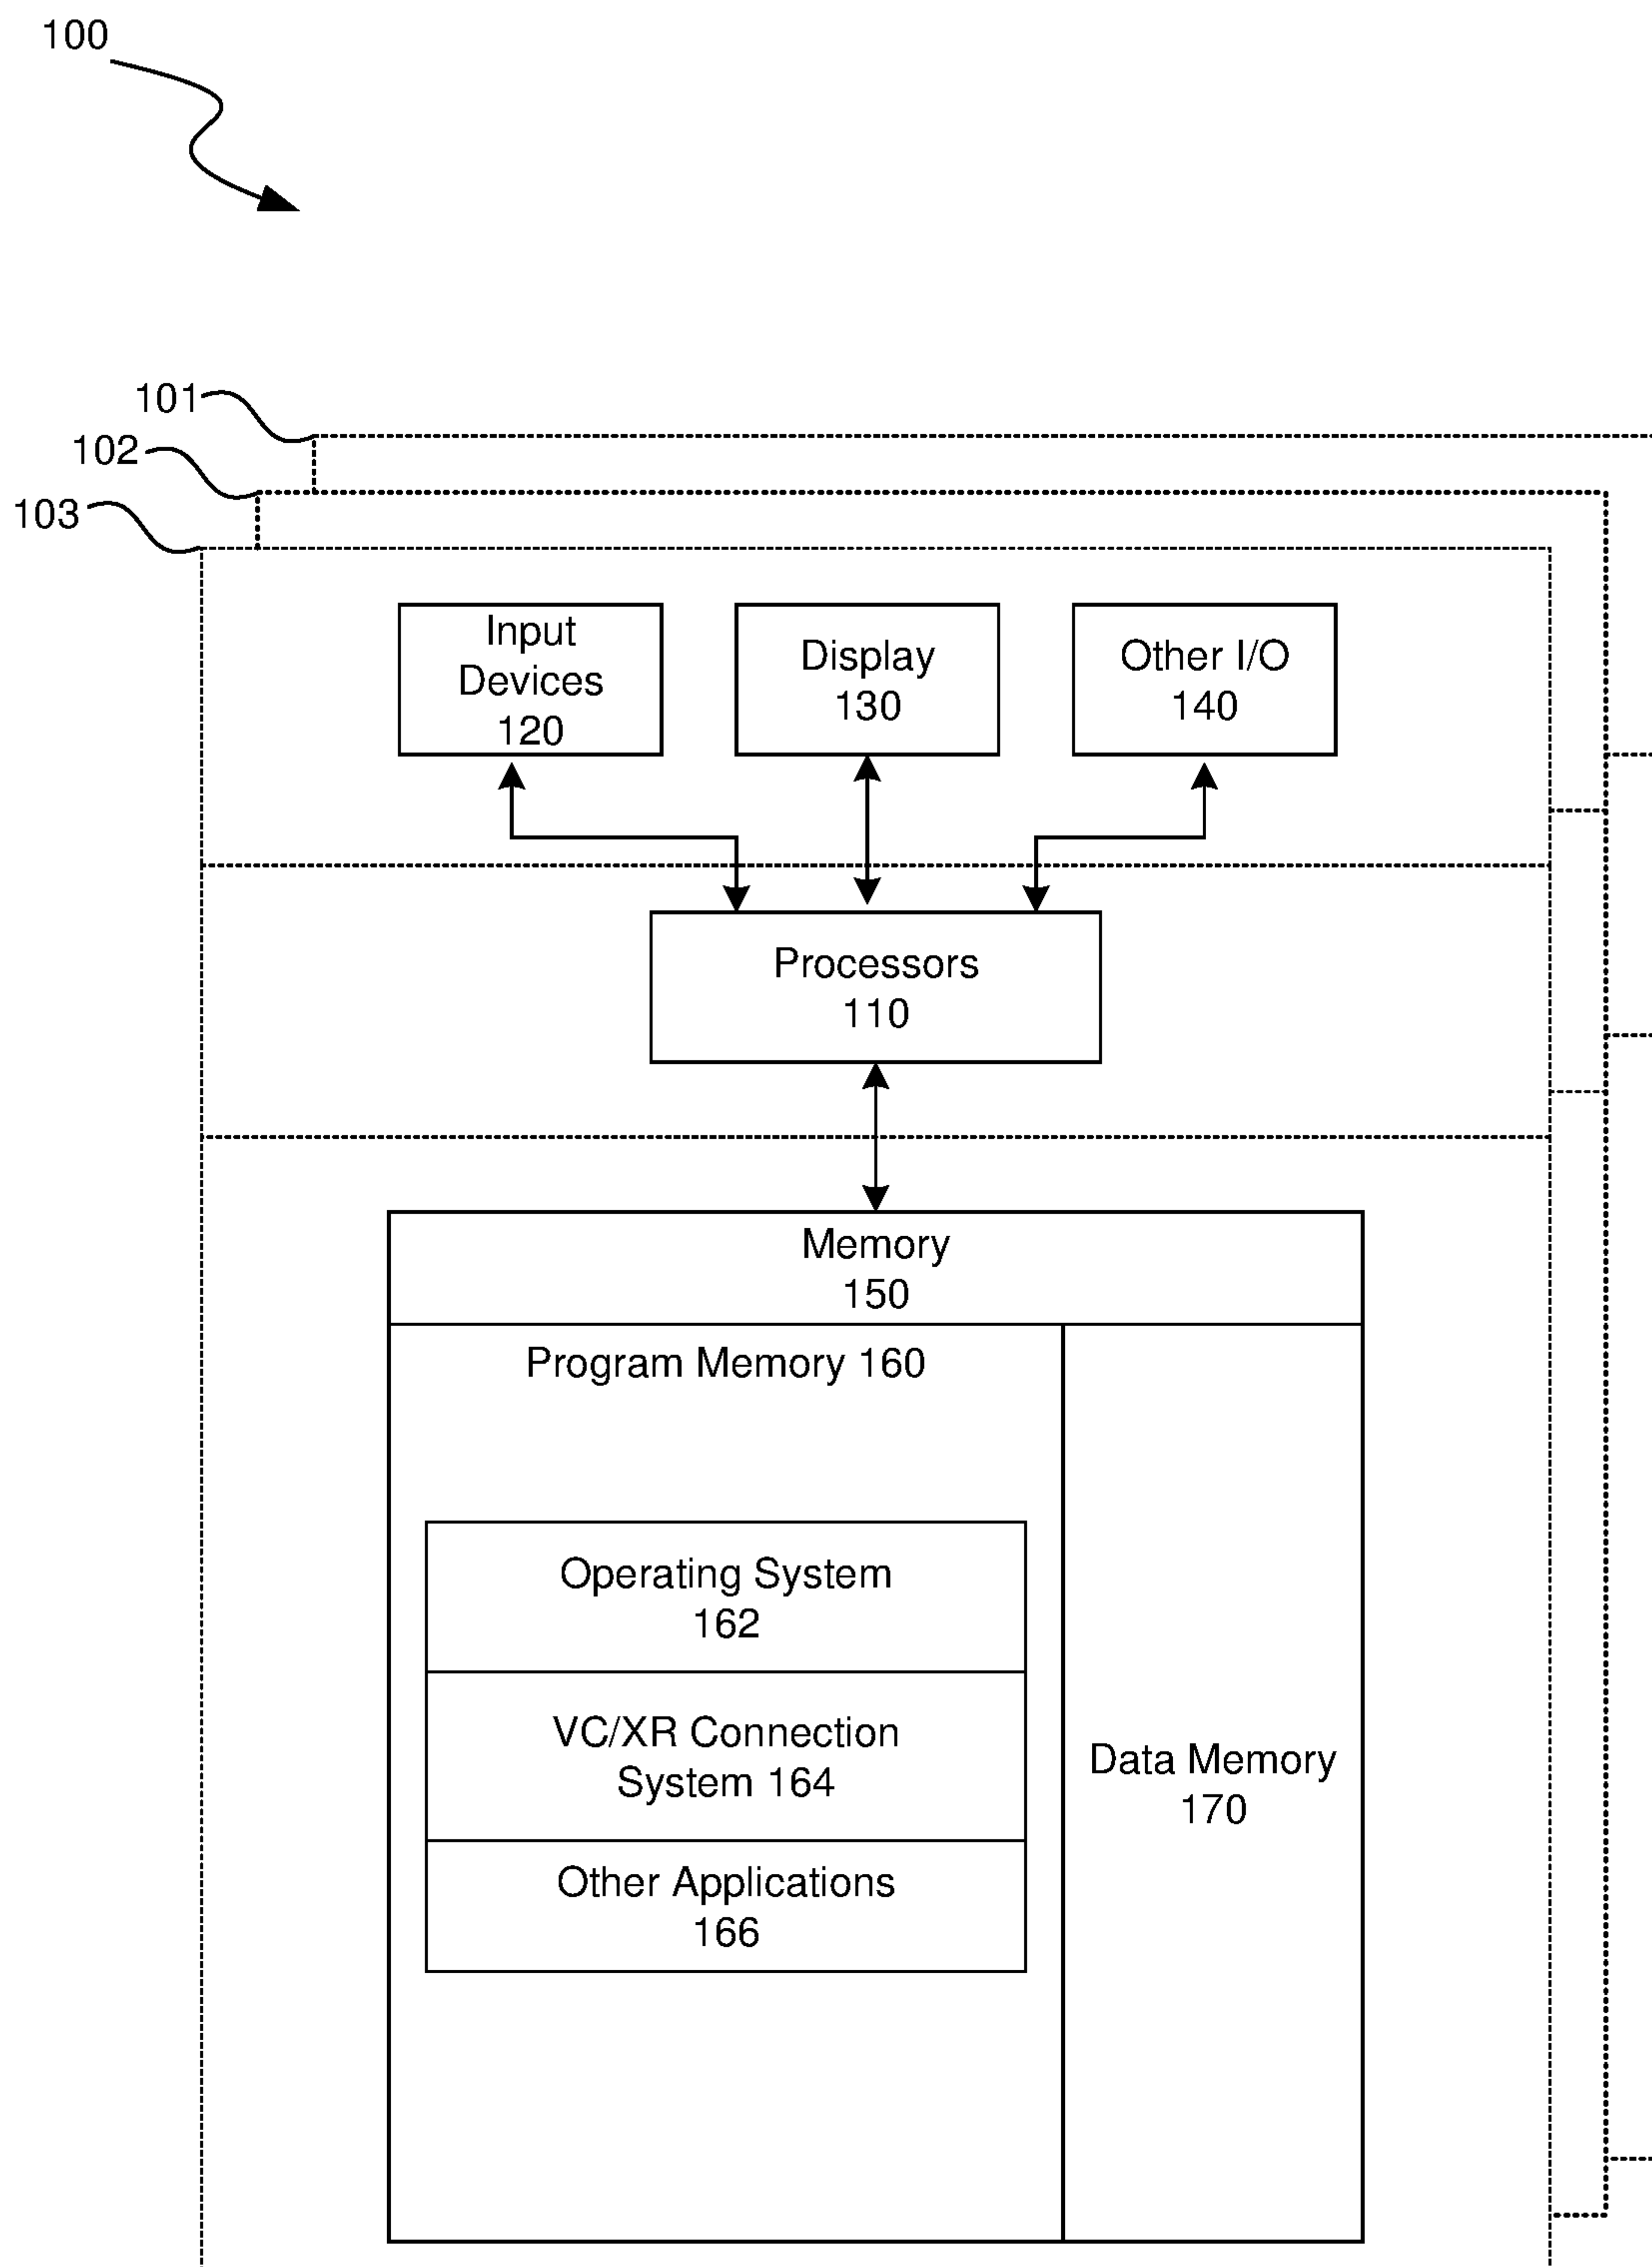 100
101
102
103
Input
Devices
120
Display
130
Other I/O
140
Processors
110
Memory
150
Program Memory 160
Operating System
162
VC/XR Connection
System 164
Other Applications
166
Data Memory
170